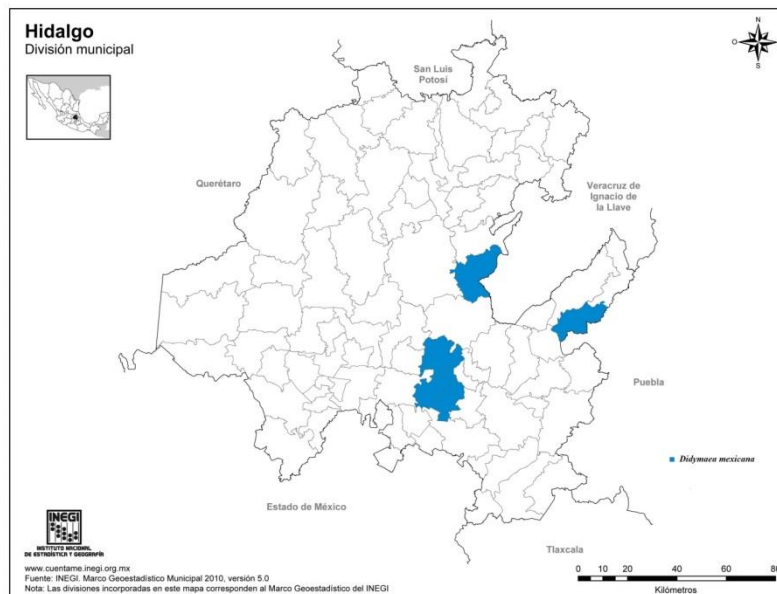 Hidalgo
División municipal
N
O
E
S
San Luis
Potosí
Querétaro
Veracruz de
Ignacio de
la Llave
Puebla
Didymaea mexicana
Estado de México
Tlaxcala
INEGI
INSTITUTO NACIONAL
DE ESTADÍSTICA Y GEOGRAFÍA
www.cuentame.inegi.org.mx
Fuente: INEGI. Marco Geoestadístico Municipal 2010, versión 5.0
Nota: Las divisiones incorporadas en este mapa corresponden al Marco Geoestadístico del INEGI
0 10 20 40 60 80
Kilómetros